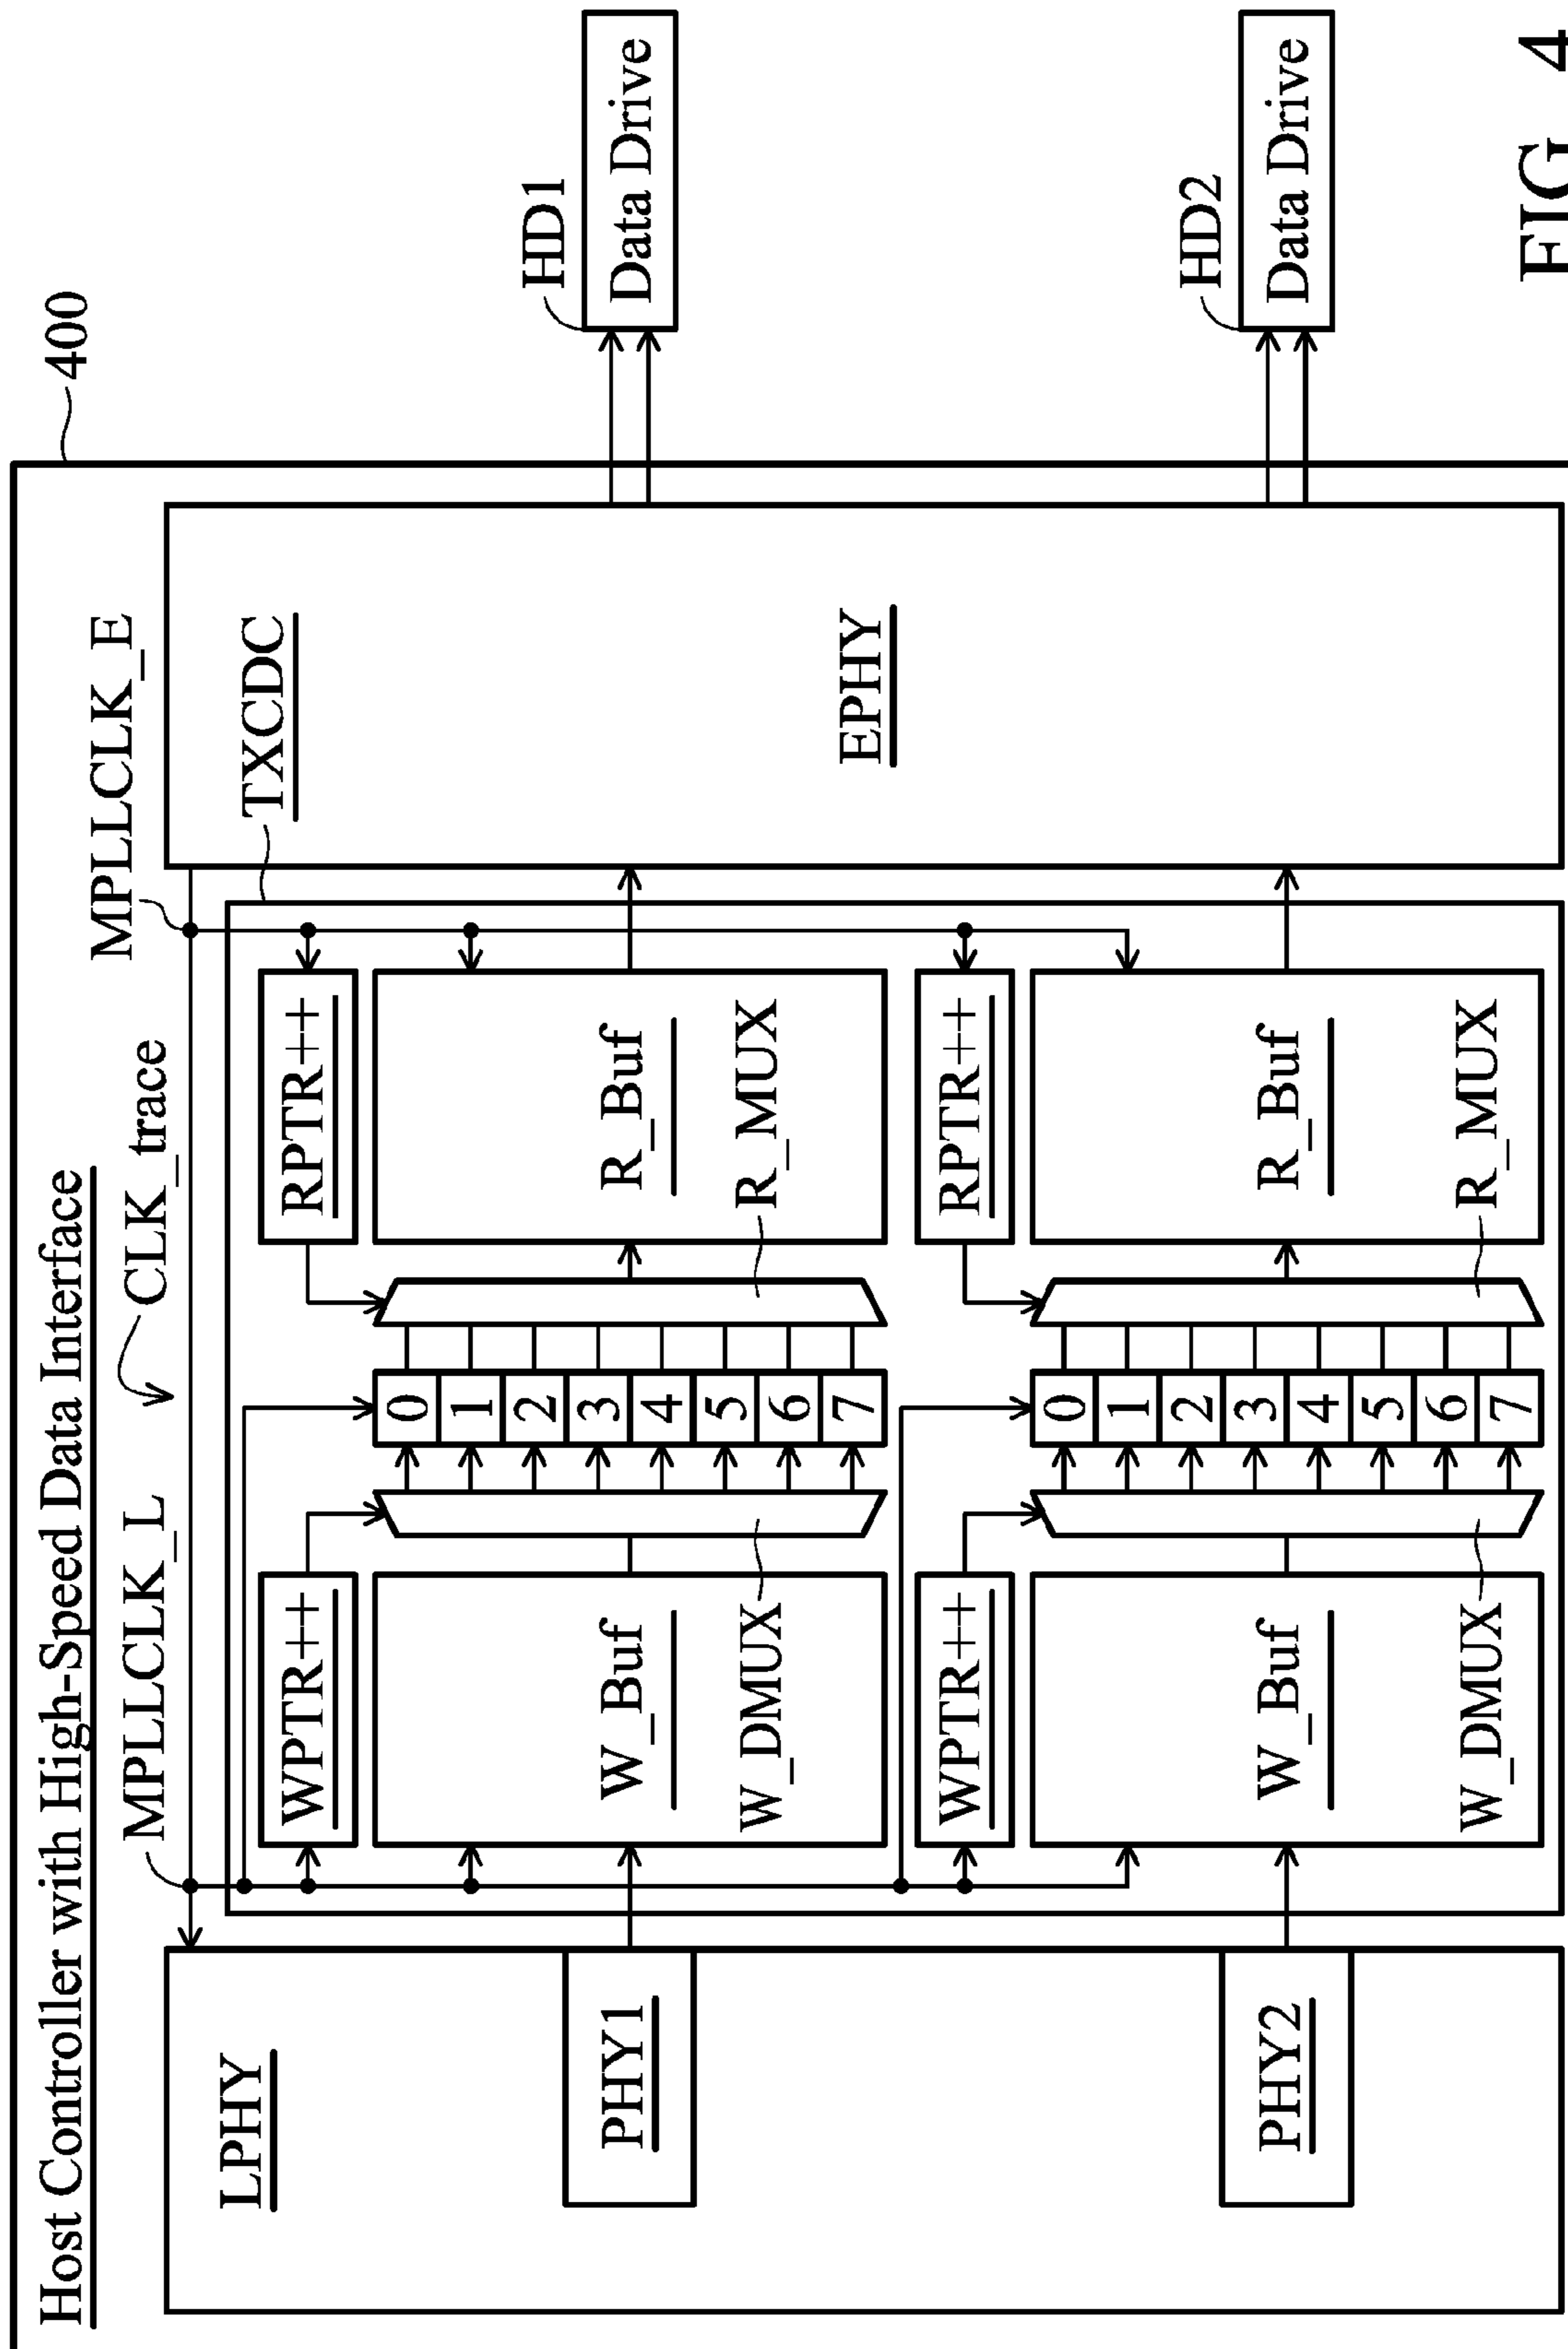 Host Controller with High-Speed Data Interface
400
MPLLCLK_L
CLK_trace
MPLLCLK_E
TXCDC
LPHY
PHY1
WPTR++
W_Buf
W_DMUX
0
1
2
3
4
5
6
7
RPTR++
R_Buf
R_MUX
EPHY
HD1
Data Drive
PHY2
WPTR++
W_Buf
W_DMUX
0
1
2
3
4
5
6
7
RPTR++
R_Buf
R_MUX
HD2
Data Drive
FIG. 4